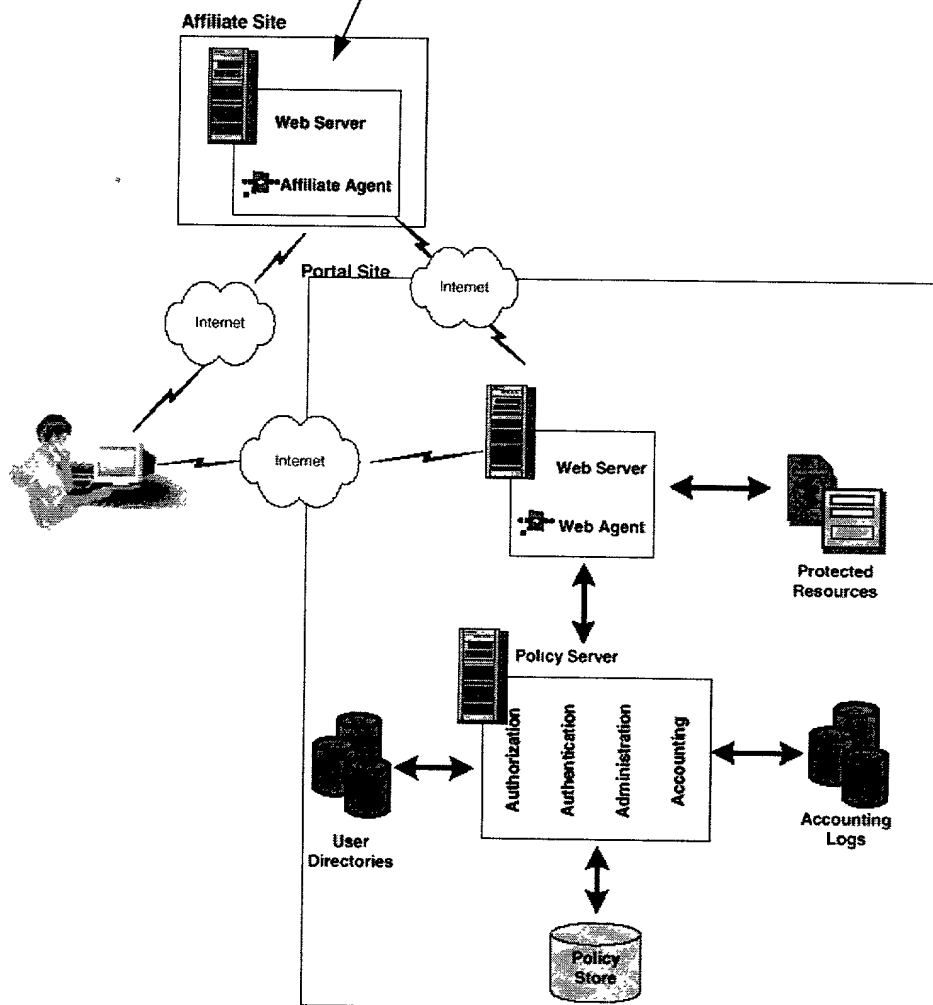 Affiliate Site
Web Server
Affiliate Agent
Portal Site
Internet
Internet
Internet
Web Server
Web Agent
Protected
Resources
Policy Server
Authorization
Authentication
Administration
Accounting
User
Directories
Accounting
Logs
Policy
Store